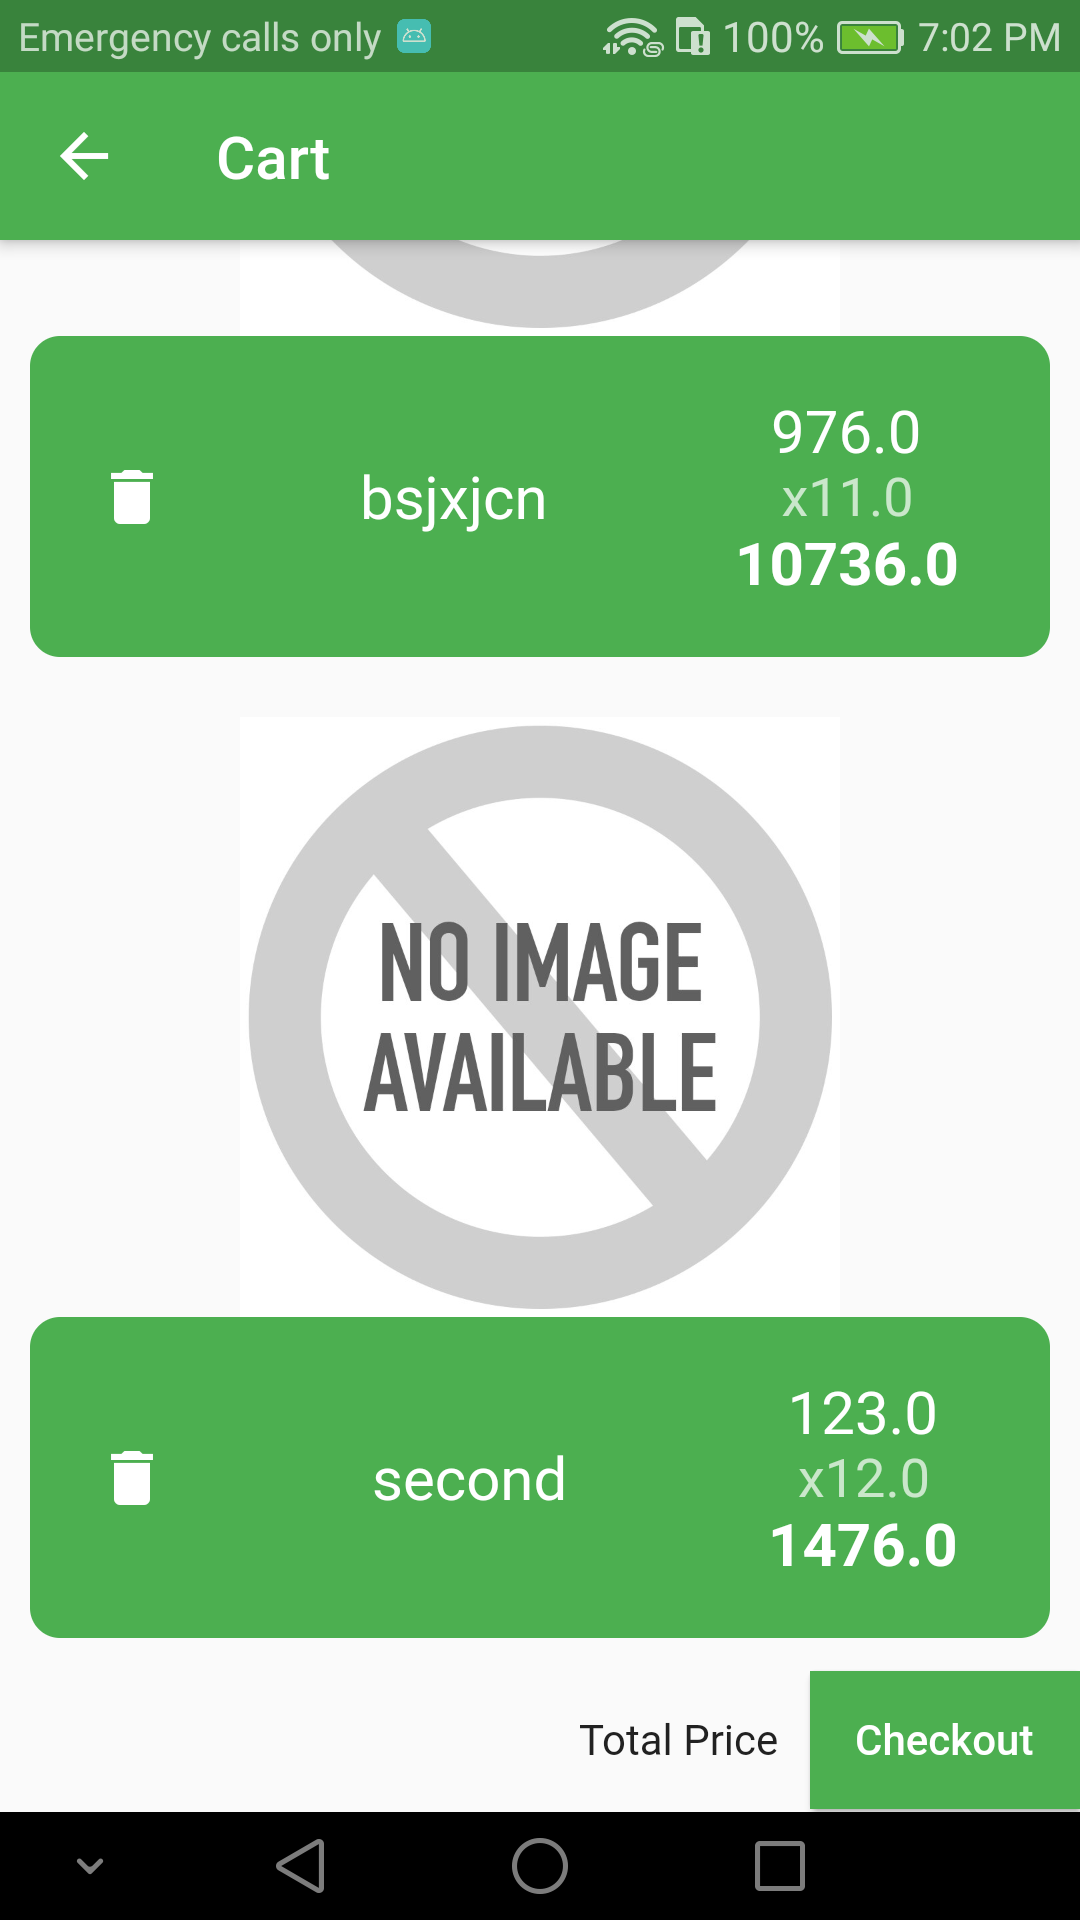 Emergency calls only 100% 7:02 PM
Cart
976.0
bsjxjcn
x11.0
10736.0
NO IMAGE
AVAILABLE
123.0
second
x12.0
1476.0
Total Price
Checkout